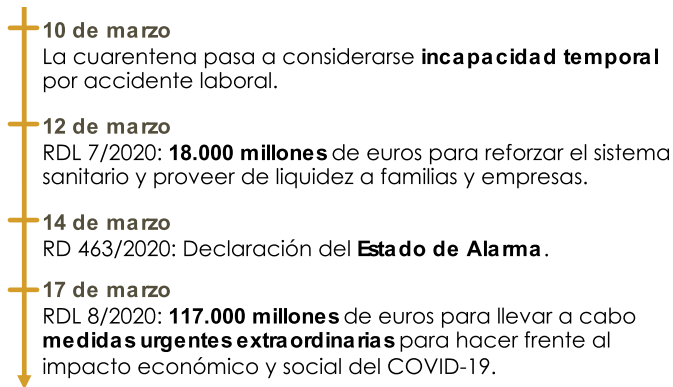 10 de marzo
La cuarentena pasa a considerarse incapacidad temporal
por accidente laboral.
12 de marzo
RDL 7/2020: 18.000 millones de euros para reforzar el sistema
sanitario y proveer de liquidez a familias y empresas.
14 de marzo
RD 463/2020: Declaración del Estado de Alarma.
17 de marzo
RDL 8/2020: 117.000 millones de euros para llevar a cabo
medidas urgentes extraordinarias para hacer frente al
impacto económico y social del COVID-19.